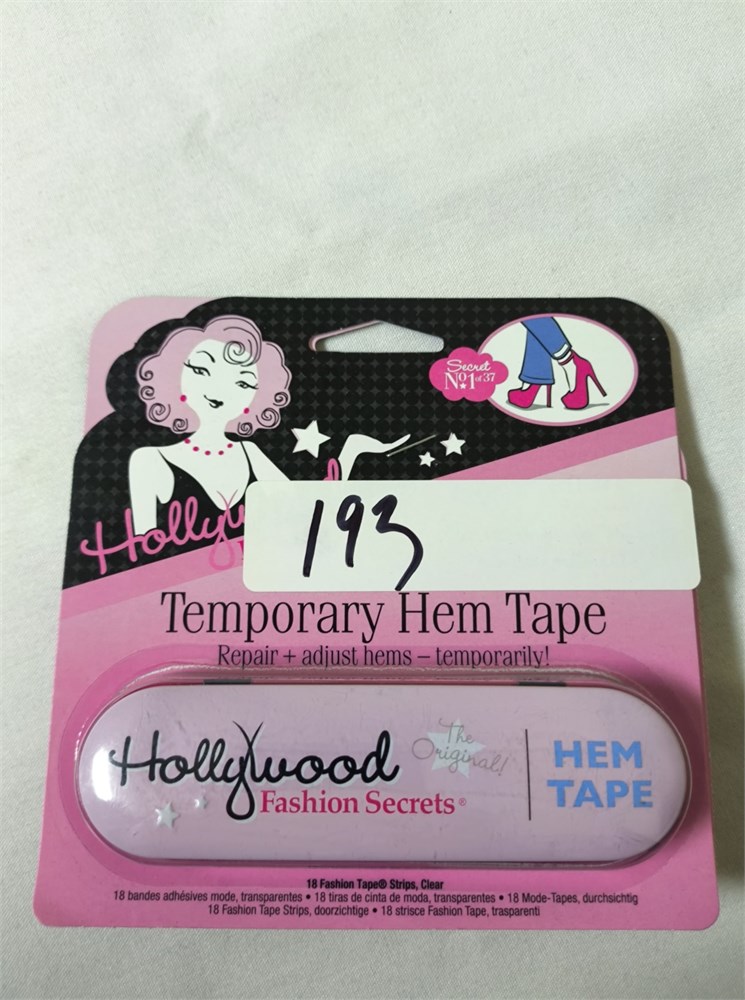 Secret
No1 of 37
Holly
193
Temporary Hem Tape
Repair + adjust hems – temporarily!
Hollywood
Fashion Secrets®
The
Original!
HEM
TAPE
18 Fashion Tape® Strips, Clear
18 bandes adhésives mode, transparentes • 18 tiras de cinta de moda, transparentes • 18 Mode-Tapes, durchsichtig
18 Fashion Tape Strips, doorzichtige • 18 strisce Fashion Tape, trasparenti